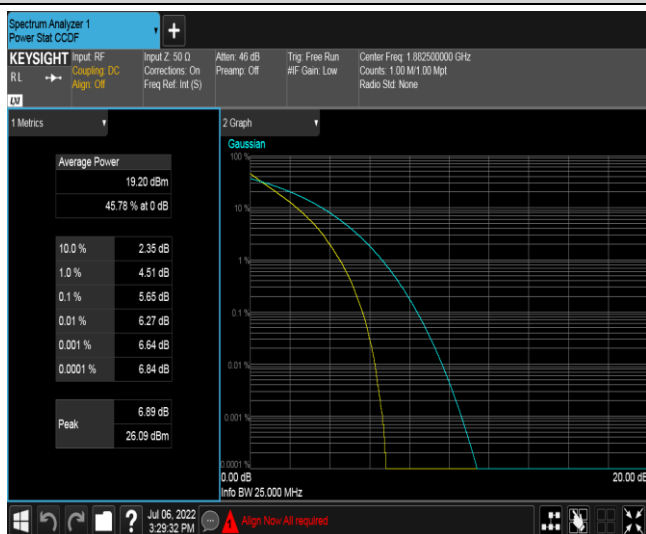 Spectrum Analyzer 1
Power Stat CCDF
KEYSIGHT
RL
LXI
Input: RF
Coupling: DC
Align: Off
Input Z: 50 Ω
Corrections: On
Freq Ref: Int (S)
Atten: 46 dB
Preamp: Off
Trig: Free Run
#IF Gain: Low
Center Freq: 1.882500000 GHz
Counts: 1.00 M/1.00 Mpt
Radio Std: None
1 Metrics
Average Power
19.20 dBm
45.78 % at 0 dB
10.0 % 2.35 dB
1.0 % 4.51 dB
0.1 % 5.65 dB
0.01 % 6.27 dB
0.001 % 6.64 dB
0.0001 % 6.84 dB
Peak
6.89 dB
26.09 dBm
2 Graph
Gaussian
100 %
10 %
1 %
0.1 %
0.01 %
0.001 %
0.0001 %
0.00 dB
20.00 dB
Info BW 25.000 MHz
Jul 06, 2022
3:29:32 PM
Align Now All required